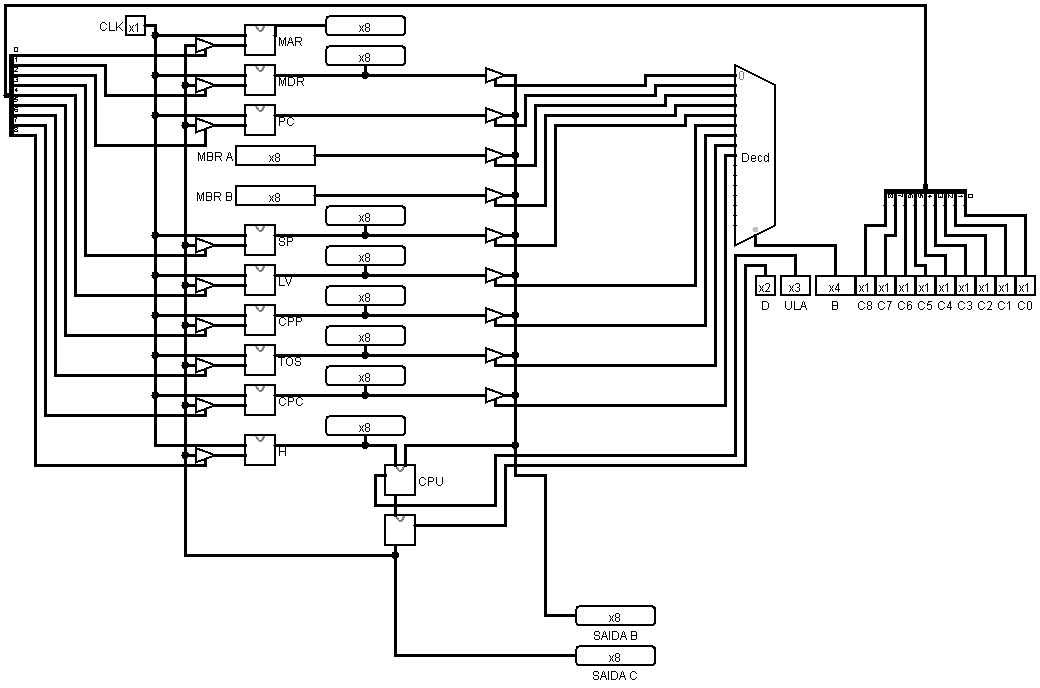 CLK x1
x8
MAR
x8
MDR
PC
MBR A x8
MBR B x8
x8
SP
x8
LV
x8
CPP
x8
TOS
x8
CPC
x8
H
CPU
0
Decd
x2 x3 x4 x1 x1 x1 x1 x1 x1 x1 x1 x1
D ULA B C8 C7 C6 C5 C4 C3 C2 C1 C0
x8
SAIDA B
x8
SAIDA C